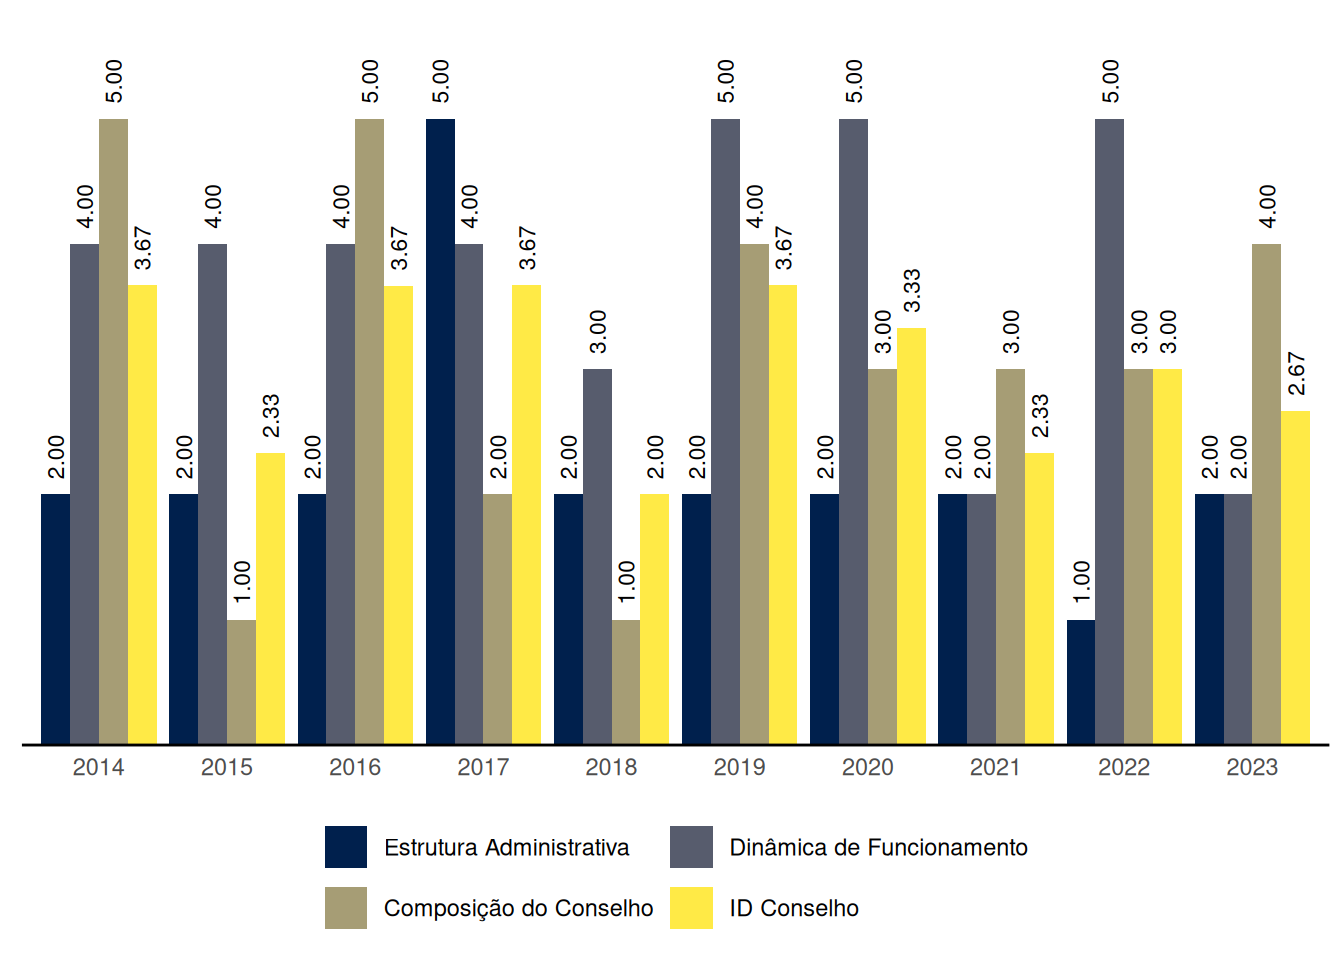 2.00 4.00 5.00 3.67
2.00 4.00 1.00 2.33
2.00 4.00 5.00 3.67
5.00 4.00 2.00 3.67
2.00 3.00 1.00 2.00
2.00 5.00 4.00 3.67
2.00 5.00 3.00 3.33
2.00 2.00 3.00 2.33
1.00 5.00 3.00 3.00
2.00 2.00 4.00 2.67
2014 2015 2016 2017 2018 2019 2020 2021 2022 2023
Estrutura Administrativa Dinâmica de Funcionamento
Composição do Conselho ID Conselho